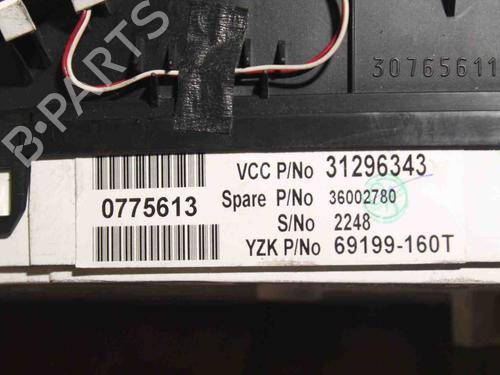 B-PARTS
30765611
VCC P/No 31296343
Spare P/No 36002780
0775613
S/No 2248
YZK P/No 69199-160T